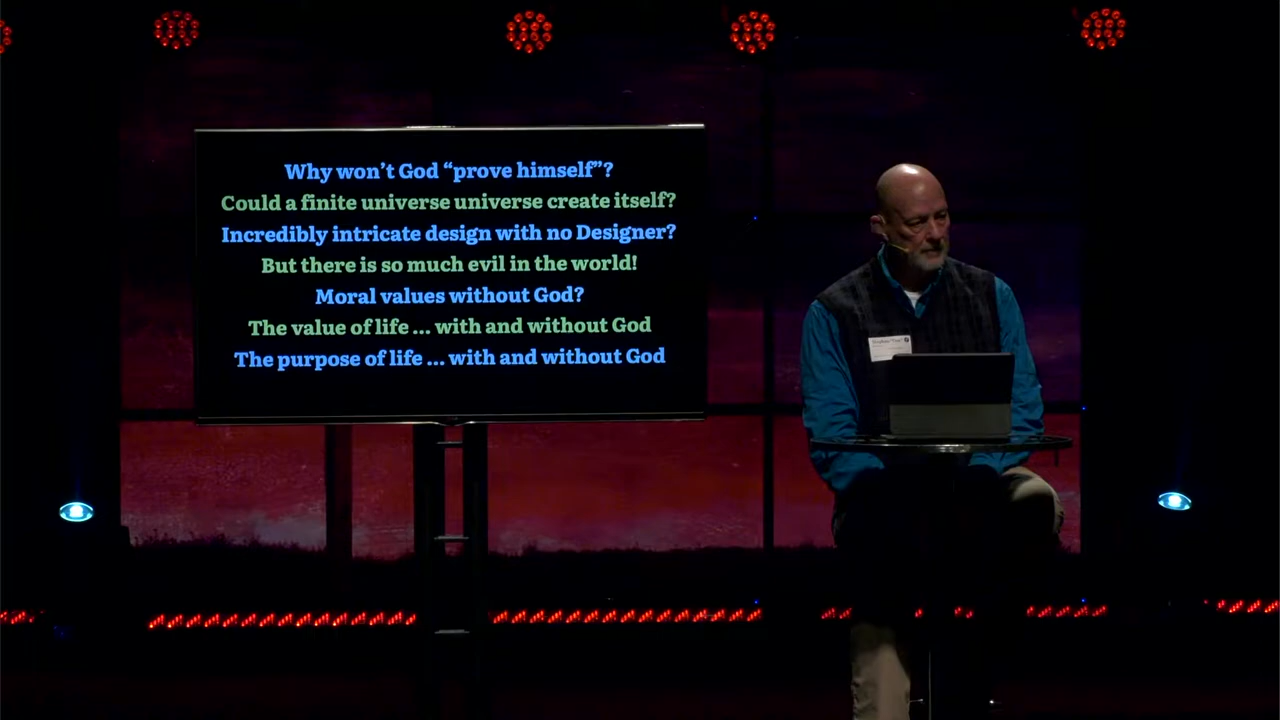 Why won’t God “prove himself”?
Could a finite universe universe create itself?
Incredibly intricate design with no Designer?
But there is so much evil in the world!
Moral values without God?
The value of life ... with and without God
The purpose of life ... with and without God